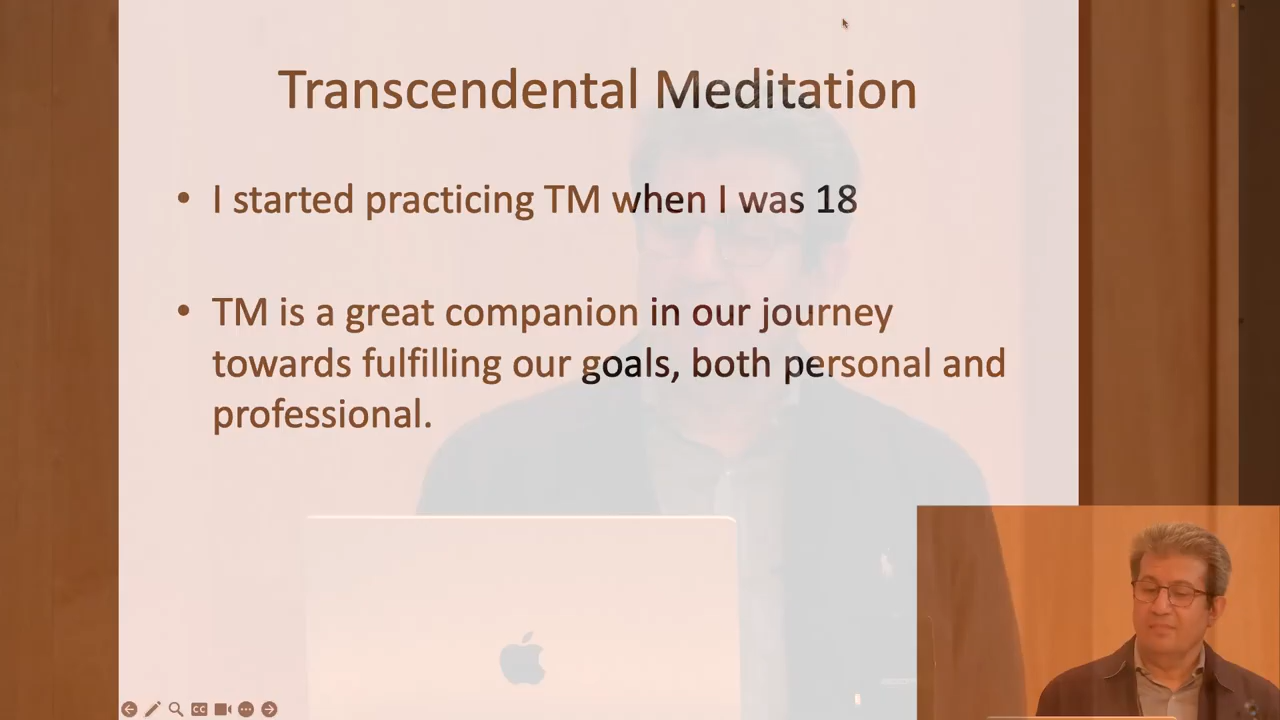 Transcendental Meditation
• I started practicing TM when I was 18
• TM is a great companion in our journey
towards fulfilling our goals, both personal and
professional.
CC